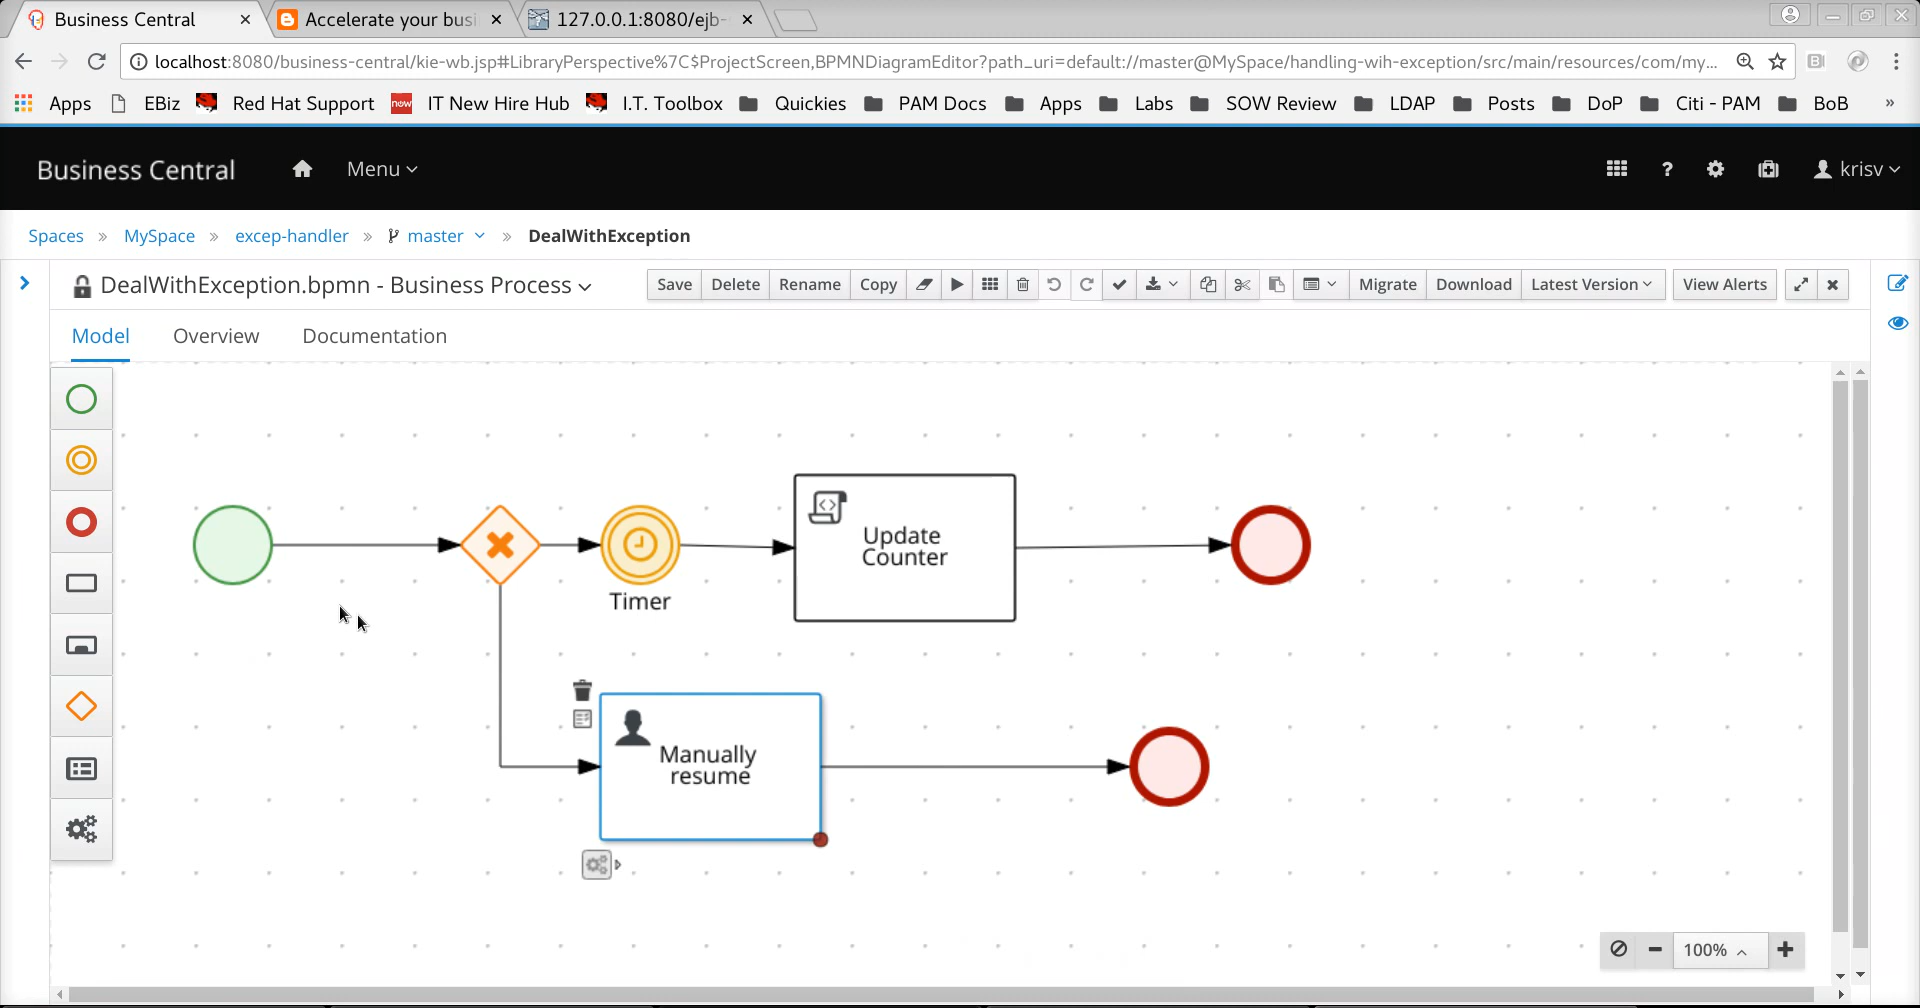 Business Central
Accelerate your busi
127.0.0.1:8080/ejb-
localhost:8080/business-central/kie-wb.jsp#LibraryPerspective%7C$ProjectScreen,BPMNDiagramEditor?path_uri=default://master@MySpace/handling-wih-exception/src/main/resources/com/my...
Apps EBiz Red Hat Support now IT New Hire Hub I.T. Toolbox Quickies PAM Docs Apps Labs SOW Review LDAP Posts DoP Citi - PAM BoB »
Business Central Menu ? krisv
Spaces » MySpace » excep-handler » master » DealWithException
DealWithException.bpmn - Business Process
Save Delete Rename Copy Migrate Download Latest Version View Alerts
Model Overview Documentation
Update
Counter
Timer
Manually
resume
100%